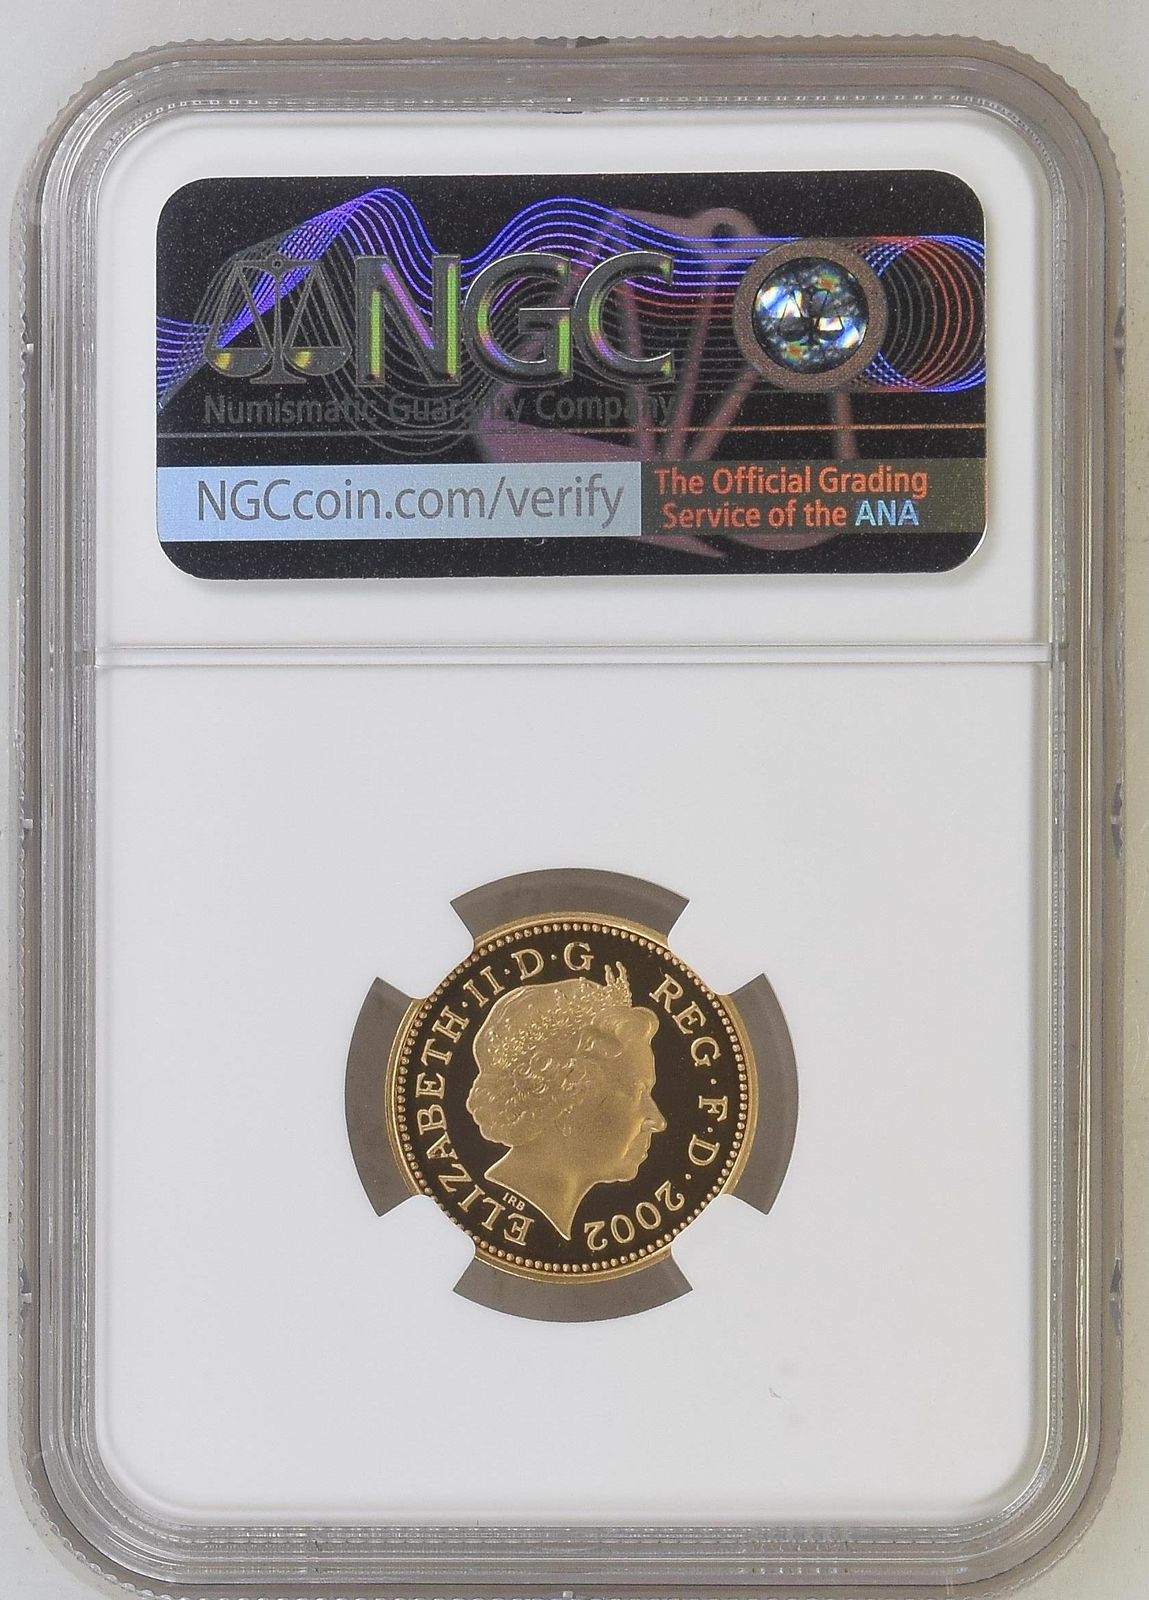 NGC
Numismatic Guaranty Company
NGCcoin.com/verify
The Official Grading
Service of the ANA
ELIZABETH·II·D·G REG·F·D·2002
IRB